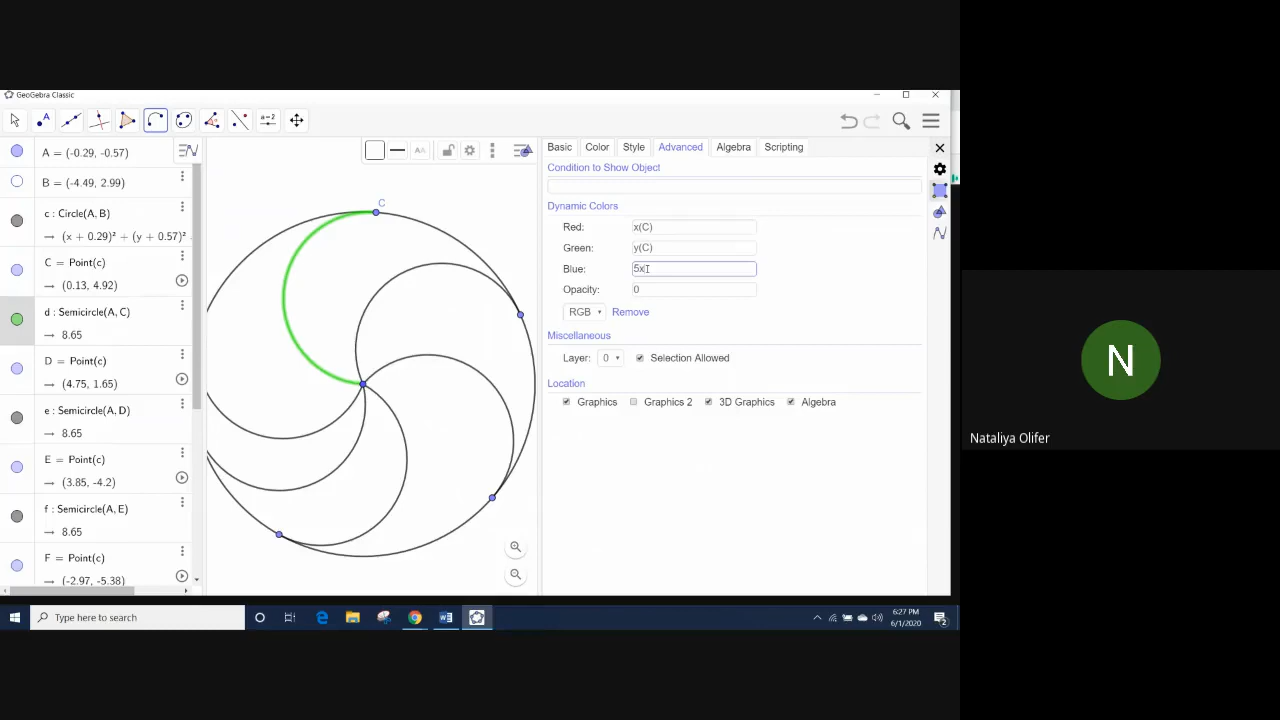 GeoGebra Classic
A
a=2
A = (-0.29, -0.57)
B = (-4.49, 2.99)
c : Circle(A, B)
→ (x + 0.29)² + (y + 0.57)²
C = Point(c)
→ (0.13, 4.92)
d : Semicircle(A, C)
→ 8.65
D = Point(c)
→ (4.75, 1.65)
e : Semicircle(A, D)
→ 8.65
E = Point(c)
→ (3.85, -4.2)
f : Semicircle(A, E)
→ 8.65
F = Point(c)
→ (-2.97, -5.38)
AA
C
Basic Color Style Advanced Algebra Scripting
Condition to Show Object
Dynamic Colors
Red: x(C)
Green: y(C)
Blue: 5x
Opacity: 0
RGB Remove
Miscellaneous
Layer: 0 Selection Allowed
Location
Graphics Graphics 2 3D Graphics Algebra
N
Nataliya Olifer
Type here to search
6:27 PM
6/1/2020
2